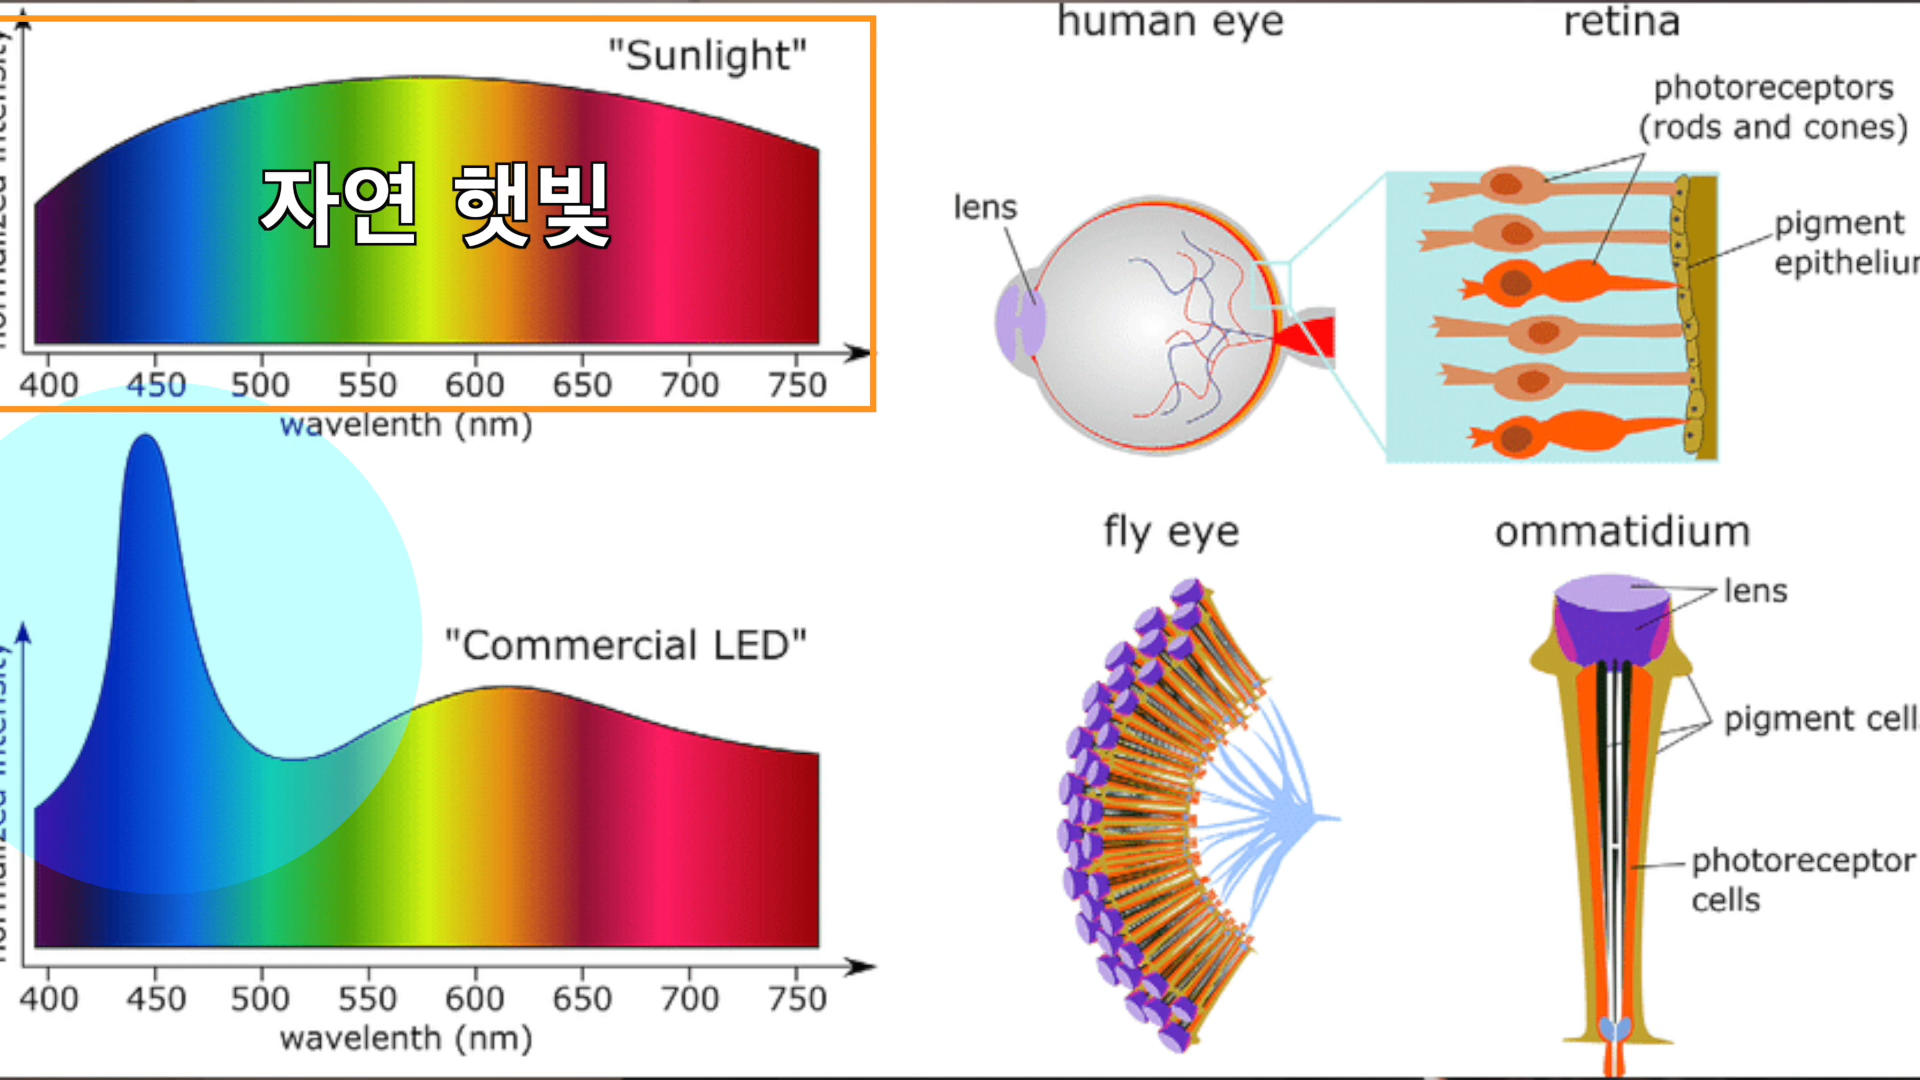 "Sunlight"
자연 햇빛
400 450 500 550 600 650 700 750
wavelenth (nm)
"Commercial LED"
400 450 500 550 600 650 700 750
wavelenth (nm)
human eye
retina
photoreceptors
(rods and cones)
lens
pigment
fly eye
ommatidium
lens
pigment
photoreceptor
cells